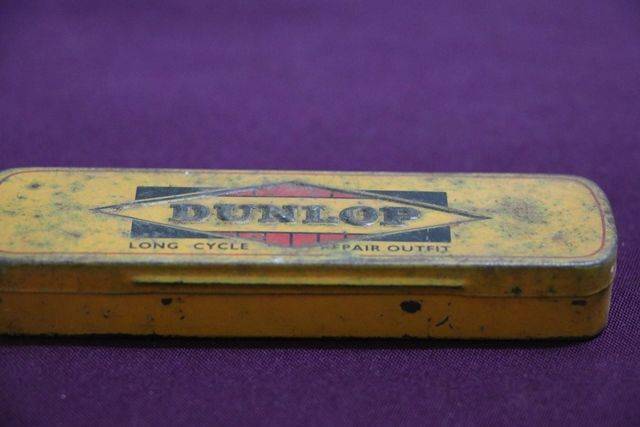 DUNLOP
LONG CYCLE REPAIR OUTFIT